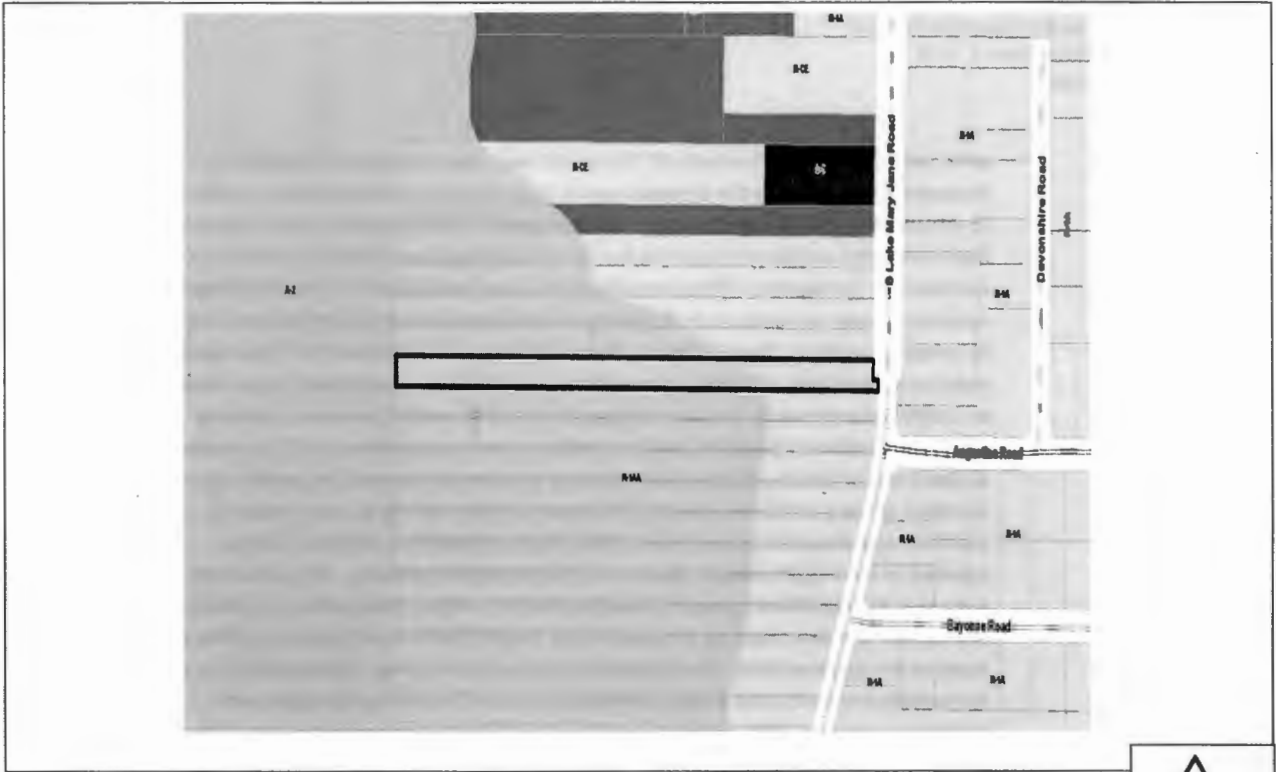 R-1A
R-CE
R-1A
R-CE
S Lake Mary Jane Road
Devonshire Road
A-2
R-1A
Augustine Road
R-1AA
R-1A
R-1A
Bayonne Road
R-1A
R-1A